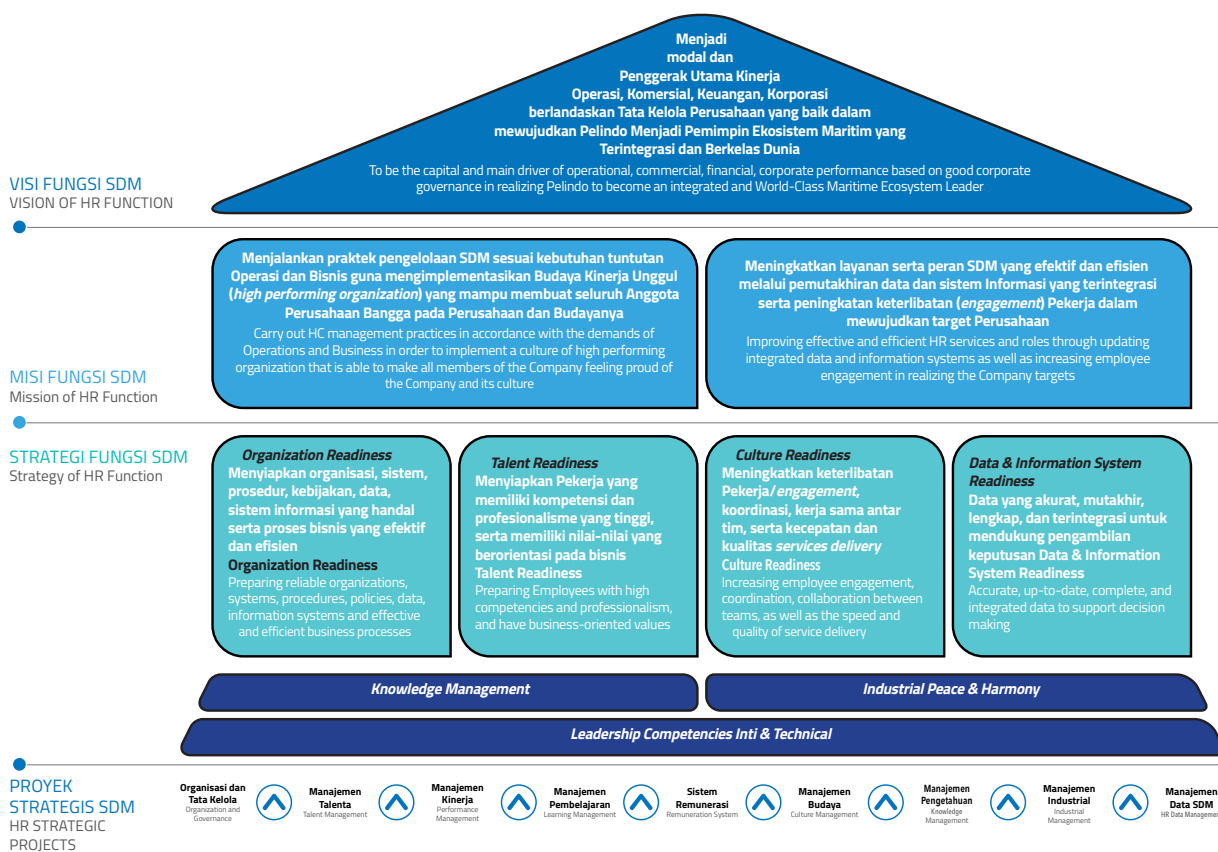 Menjadi
modal dan
Penggerak Utama Kinerja
Operasi, Komersial, Keuangan, Korporasi
berlandaskan Tata Kelola Perusahaan yang baik dalam
mewujudkan Pelindo Menjadi Pemimpin Ekosistem Maritim yang
Terintegrasi dan Berkelas Dunia
To be the capital and main driver of operational, commercial, financial, corporate performance based on good corporate
governance in realizing Pelindo to become an integrated and World-Class Maritime Ecosystem Leader
VISI FUNGSI SDM
VISION OF HR FUNCTION
Menjalankan praktek pengelolaan SDM sesuai kebutuhan tuntutan
Operasi dan Bisnis guna mengimplementasikan Budaya Kinerja Unggul
(high performing organization) yang mampu membuat seluruh Anggota
Perusahaan Bangga pada Perusahaan dan Budayanya
Carry out HC management practices in accordance with the demands of
Operations and Business in order to implement a culture of high performing
organization that is able to make all members of the Company feeling proud of
the Company and its culture
Meningkatkan layanan serta peran SDM yang efektif dan efisien
melalui pemutakhiran data dan sistem Informasi yang terintegrasi
serta peningkatan keterlibatan (engagement) Pekerja dalam
mewujudkan target Perusahaan
Improving effective and efficient HR services and roles through updating
integrated data and information systems as well as increasing employee
engagement in realizing the Company targets
MISI FUNGSI SDM
Mission of HR Function
STRATEGI FUNGSI SDM
Strategy of HR Function
Organization Readiness
Menyiapkan organisasi, sistem,
prosedur, kebijakan, data,
sistem informasi yang handal
serta proses bisnis yang efektif
dan efisien
Organization Readiness
Preparing reliable organizations,
systems, procedures, policies, data,
information systems and effective
and efficient business processes
Talent Readiness
Menyiapkan Pekerja yang
memiliki kompetensi dan
profesionalisme yang tinggi,
serta memiliki nilai-nilai yang
berorientasi pada bisnis
Talent Readiness
Preparing Employees with high
competencies and professionalism,
and have business-oriented values
Culture Readiness
Meningkatkan keterlibatan
Pekerja/engagement,
koordinasi, kerja sama antar
tim, serta kecepatan dan
kualitas services delivery
Culture Readiness
Increasing employee engagement,
coordination, collaboration between
teams, as well as the speed and
quality of service delivery
Data & Information System
Readiness
Data yang akurat, mutakhir,
lengkap, dan terintegrasi untuk
mendukung pengambilan
keputusan Data & Information
System Readiness
Accurate, up-to-date, complete, and
integrated data to support decision
making
Knowledge Management
Industrial Peace & Harmony
Leadership Competencies Inti & Technical
PROYEK
STRATEGIS SDM
HR STRATEGIC
PROJECTS
Organisasi dan
Tata Kelola
Organization and
Governance
Manajemen
Talenta
Talent Management
Manajemen
Kinerja
Performance
Management
Manajemen
Pembelajaran
Learning Management
Sistem
Remunerasi
Remuneration System
Manajemen
Budaya
Culture Management
Manajemen
Pengetahuan
Knowledge
Management
Manajemen
Industrial
Industrial
Management
Manajemen
Data SDM
HR Data Management